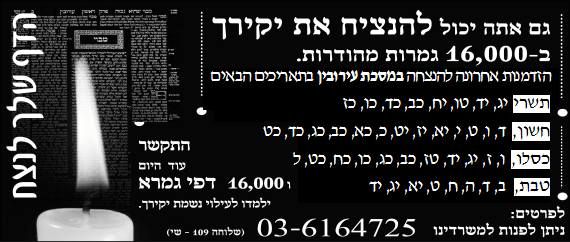 גם אתה יכול להנציח את יקירך
ב-16,000 גמרות מהודרות.
הזדמנות אחרונה להנצחה במסכת עירובין בתאריכים הבאים
תשרי יג, יד, טו, יח, כב, כד, כו, כז
חשון, ד, ו, ט, י, יא, יז, יט, כ, כא, כב, כג, כד, כט
כסלו, ו, ז, יג, יד, טז, כב, כג, כו, כח, כט, ל
טבת, ב, ד, ה, ח, ט, יא, יג, יד
הדף שלך לנצח
התקשר
עוד היום
ו 16,000 דפי גמרא
ילמדו לעילוי נשמת יקירך.
לפרטים:
ניתן לפנות למשרדינו
03-6164725 (שלוחה 109 - שי)